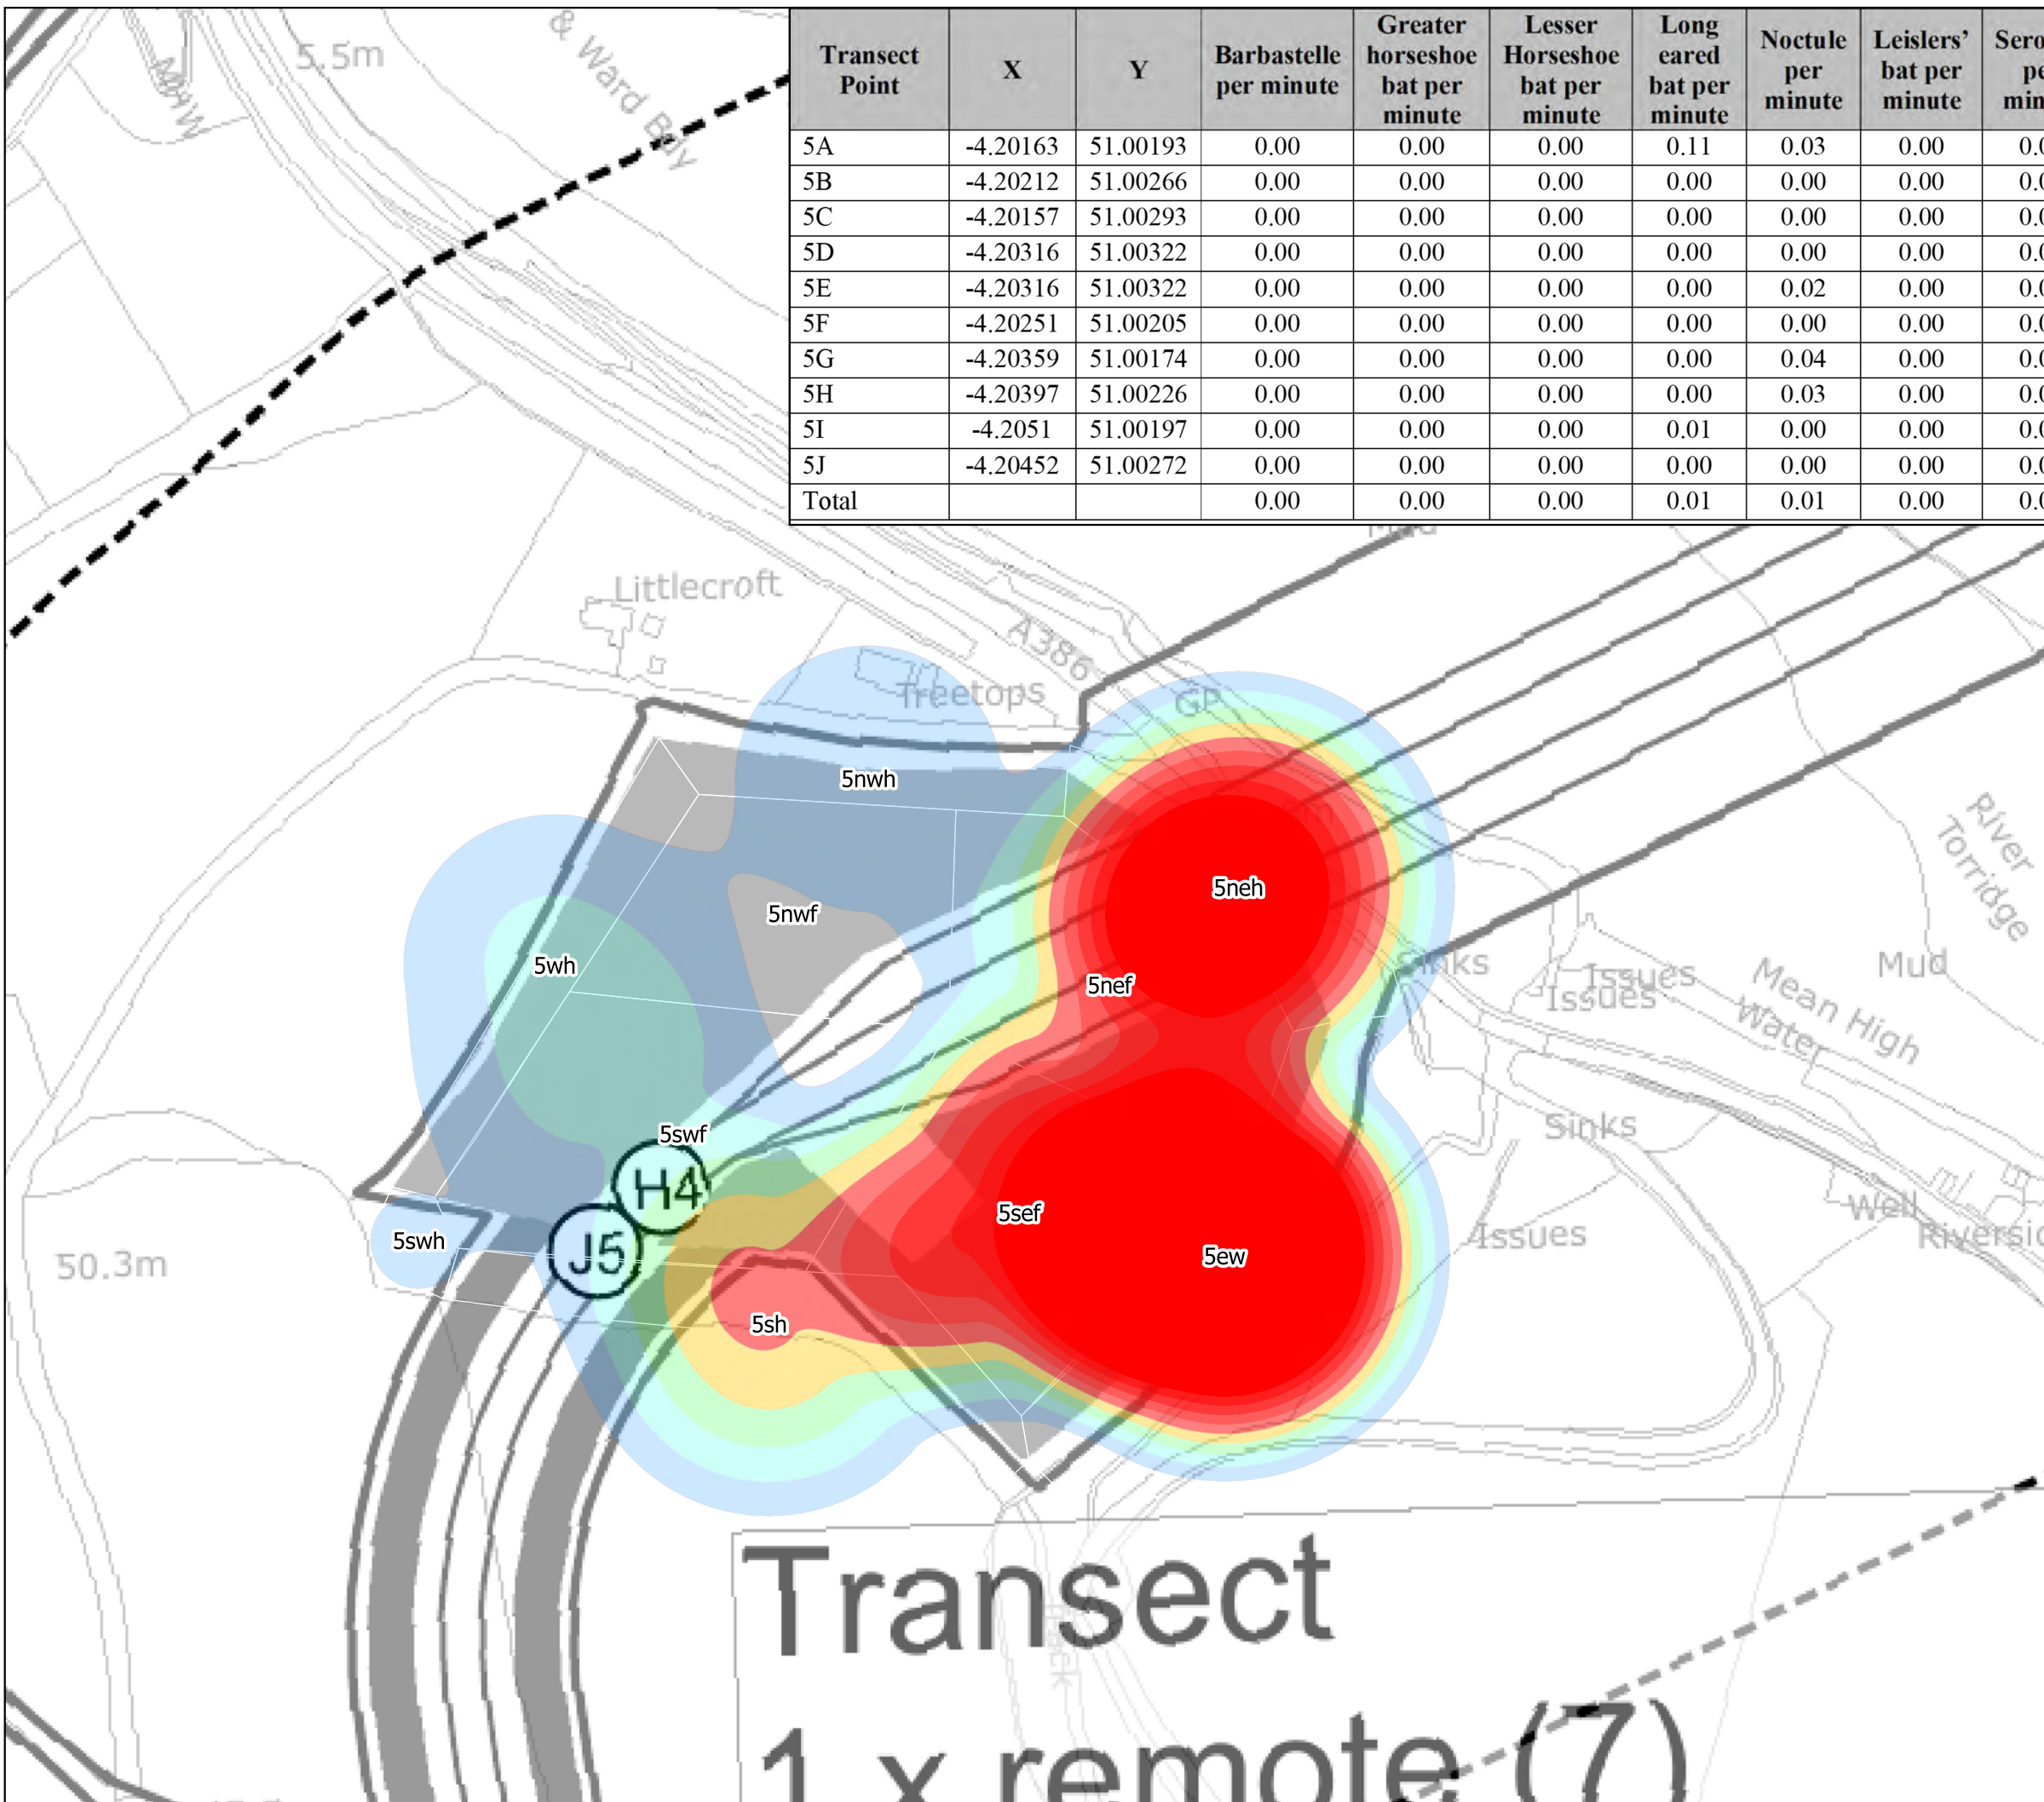 Transect Point | X | Y | Barbastelle per minute | Greater horseshoe bat per minute | Lesser Horseshoe bat per minute | Long eared bat per minute | Noctule per minute | Leislers’ bat per minute
5A | -4.20163 | 51.00193 | 0.00 | 0.00 | 0.00 | 0.11 | 0.03 | 0.00
5B | -4.20212 | 51.00266 | 0.00 | 0.00 | 0.00 | 0.00 | 0.00 | 0.00
5C | -4.20157 | 51.00293 | 0.00 | 0.00 | 0.00 | 0.00 | 0.00 | 0.00
5D | -4.20316 | 51.00322 | 0.00 | 0.00 | 0.00 | 0.00 | 0.00 | 0.00
5E | -4.20316 | 51.00322 | 0.00 | 0.00 | 0.00 | 0.00 | 0.02 | 0.00
5F | -4.20251 | 51.00205 | 0.00 | 0.00 | 0.00 | 0.00 | 0.00 | 0.00
5G | -4.20359 | 51.00174 | 0.00 | 0.00 | 0.00 | 0.00 | 0.04 | 0.00
5H | -4.20397 | 51.00226 | 0.00 | 0.00 | 0.00 | 0.00 | 0.03 | 0.00
5I | -4.2051 | 51.00197 | 0.00 | 0.00 | 0.00 | 0.01 | 0.00 | 0.00
5J | -4.20452 | 51.00272 | 0.00 | 0.00 | 0.00 | 0.00 | 0.00 | 0.00
Total | 0.00 | 0.00 | 0.00 | 0.01 | 0.01 | 0.00
5.5m
& Ward Bdy
MHW
Mud
Littlecroft
A386
Treetops
GP
5nwh
5neh
5nwf
5wh
5nef
River
Torridge
Sinks
Issues
Issues
Mud
Mean High
Water
5swf
Sinks
H4
5sef
5swh
J5
5ew
Issues
Well
50.3m
5sh
Transect
1 x remote (7)